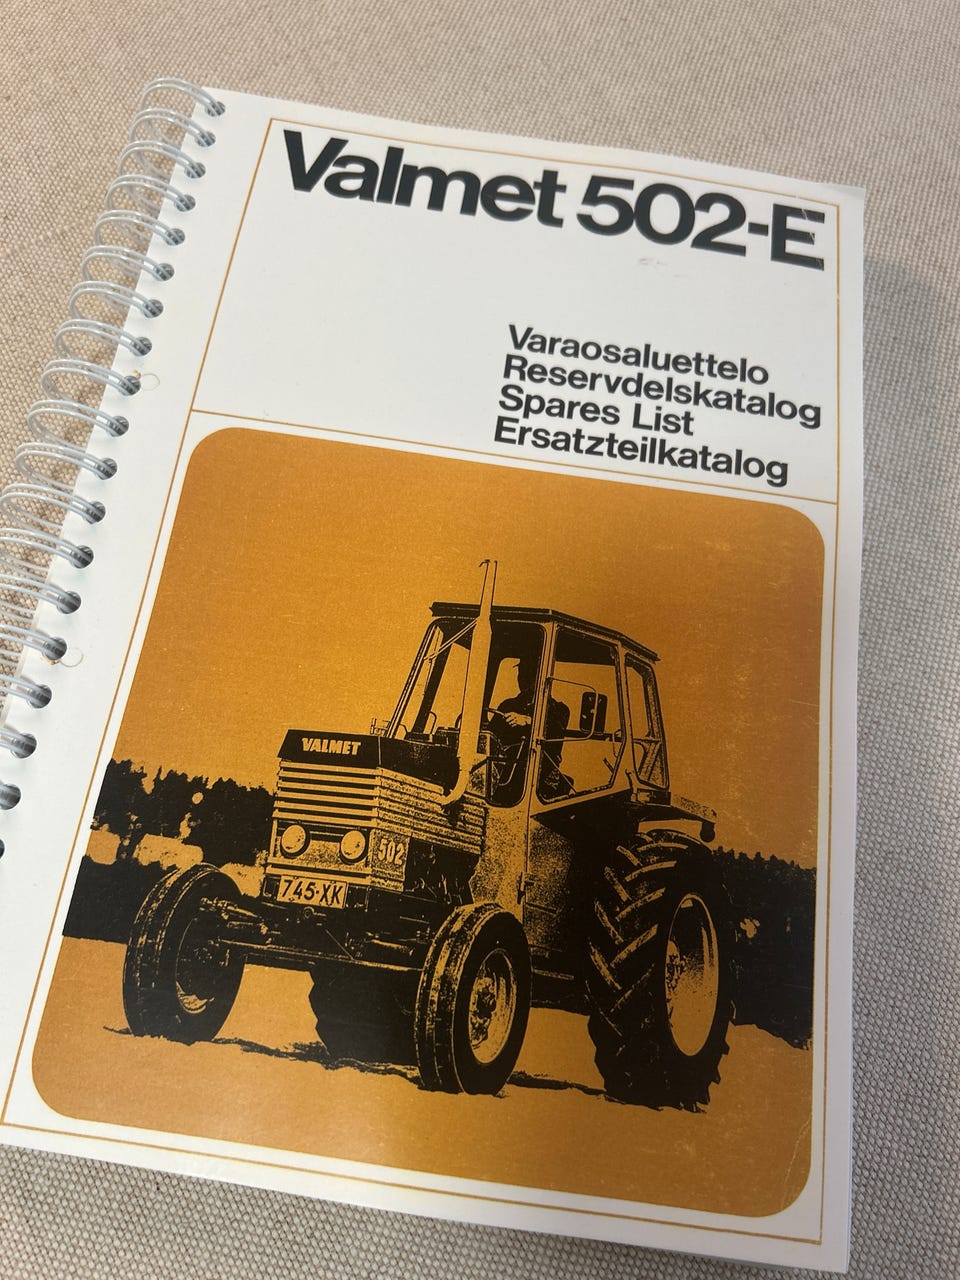 Valmet 502-E
Varaosaluettelo
Reservdelskatalog
Spares List
Ersatzteilkatalog
VALMET
502
745-XK